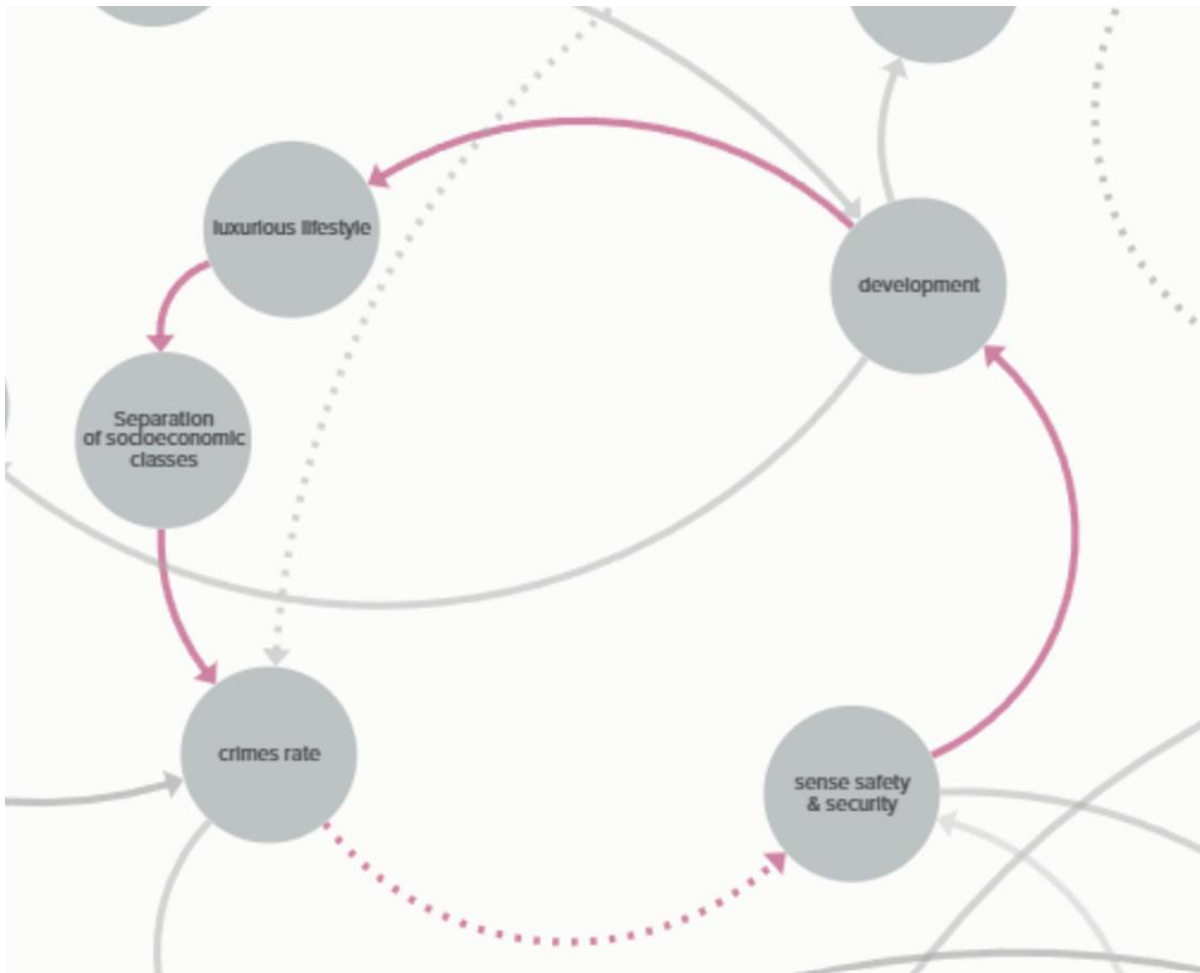 luxurious lifestyle
development
Separation
of socioeconomic
classes
crimes rate
sense safety
& security